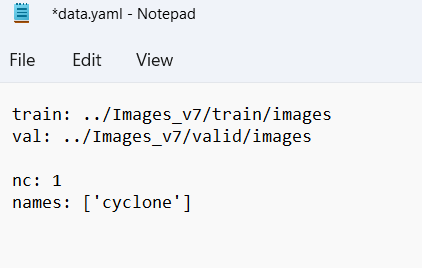 *data.yaml - Notepad
File Edit View
train: ../Images_v7/train/images
val: ../Images_v7/valid/images
nc: 1
names: ['cyclone']